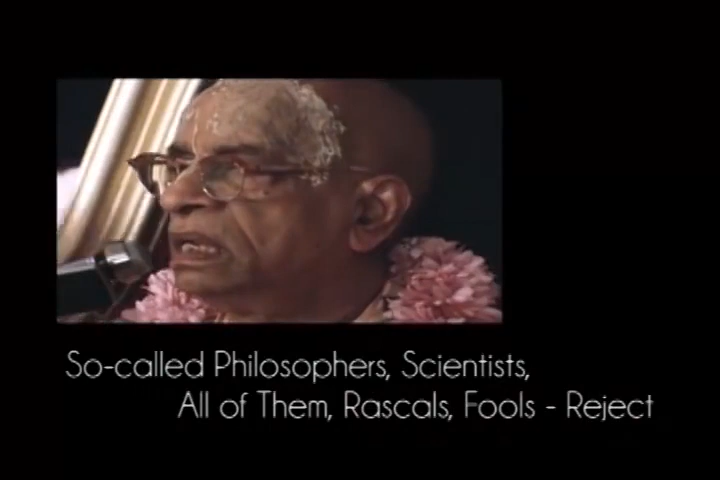 So-called Philosophers, Scientists,
All of Them, Rascals, Fools - Reject